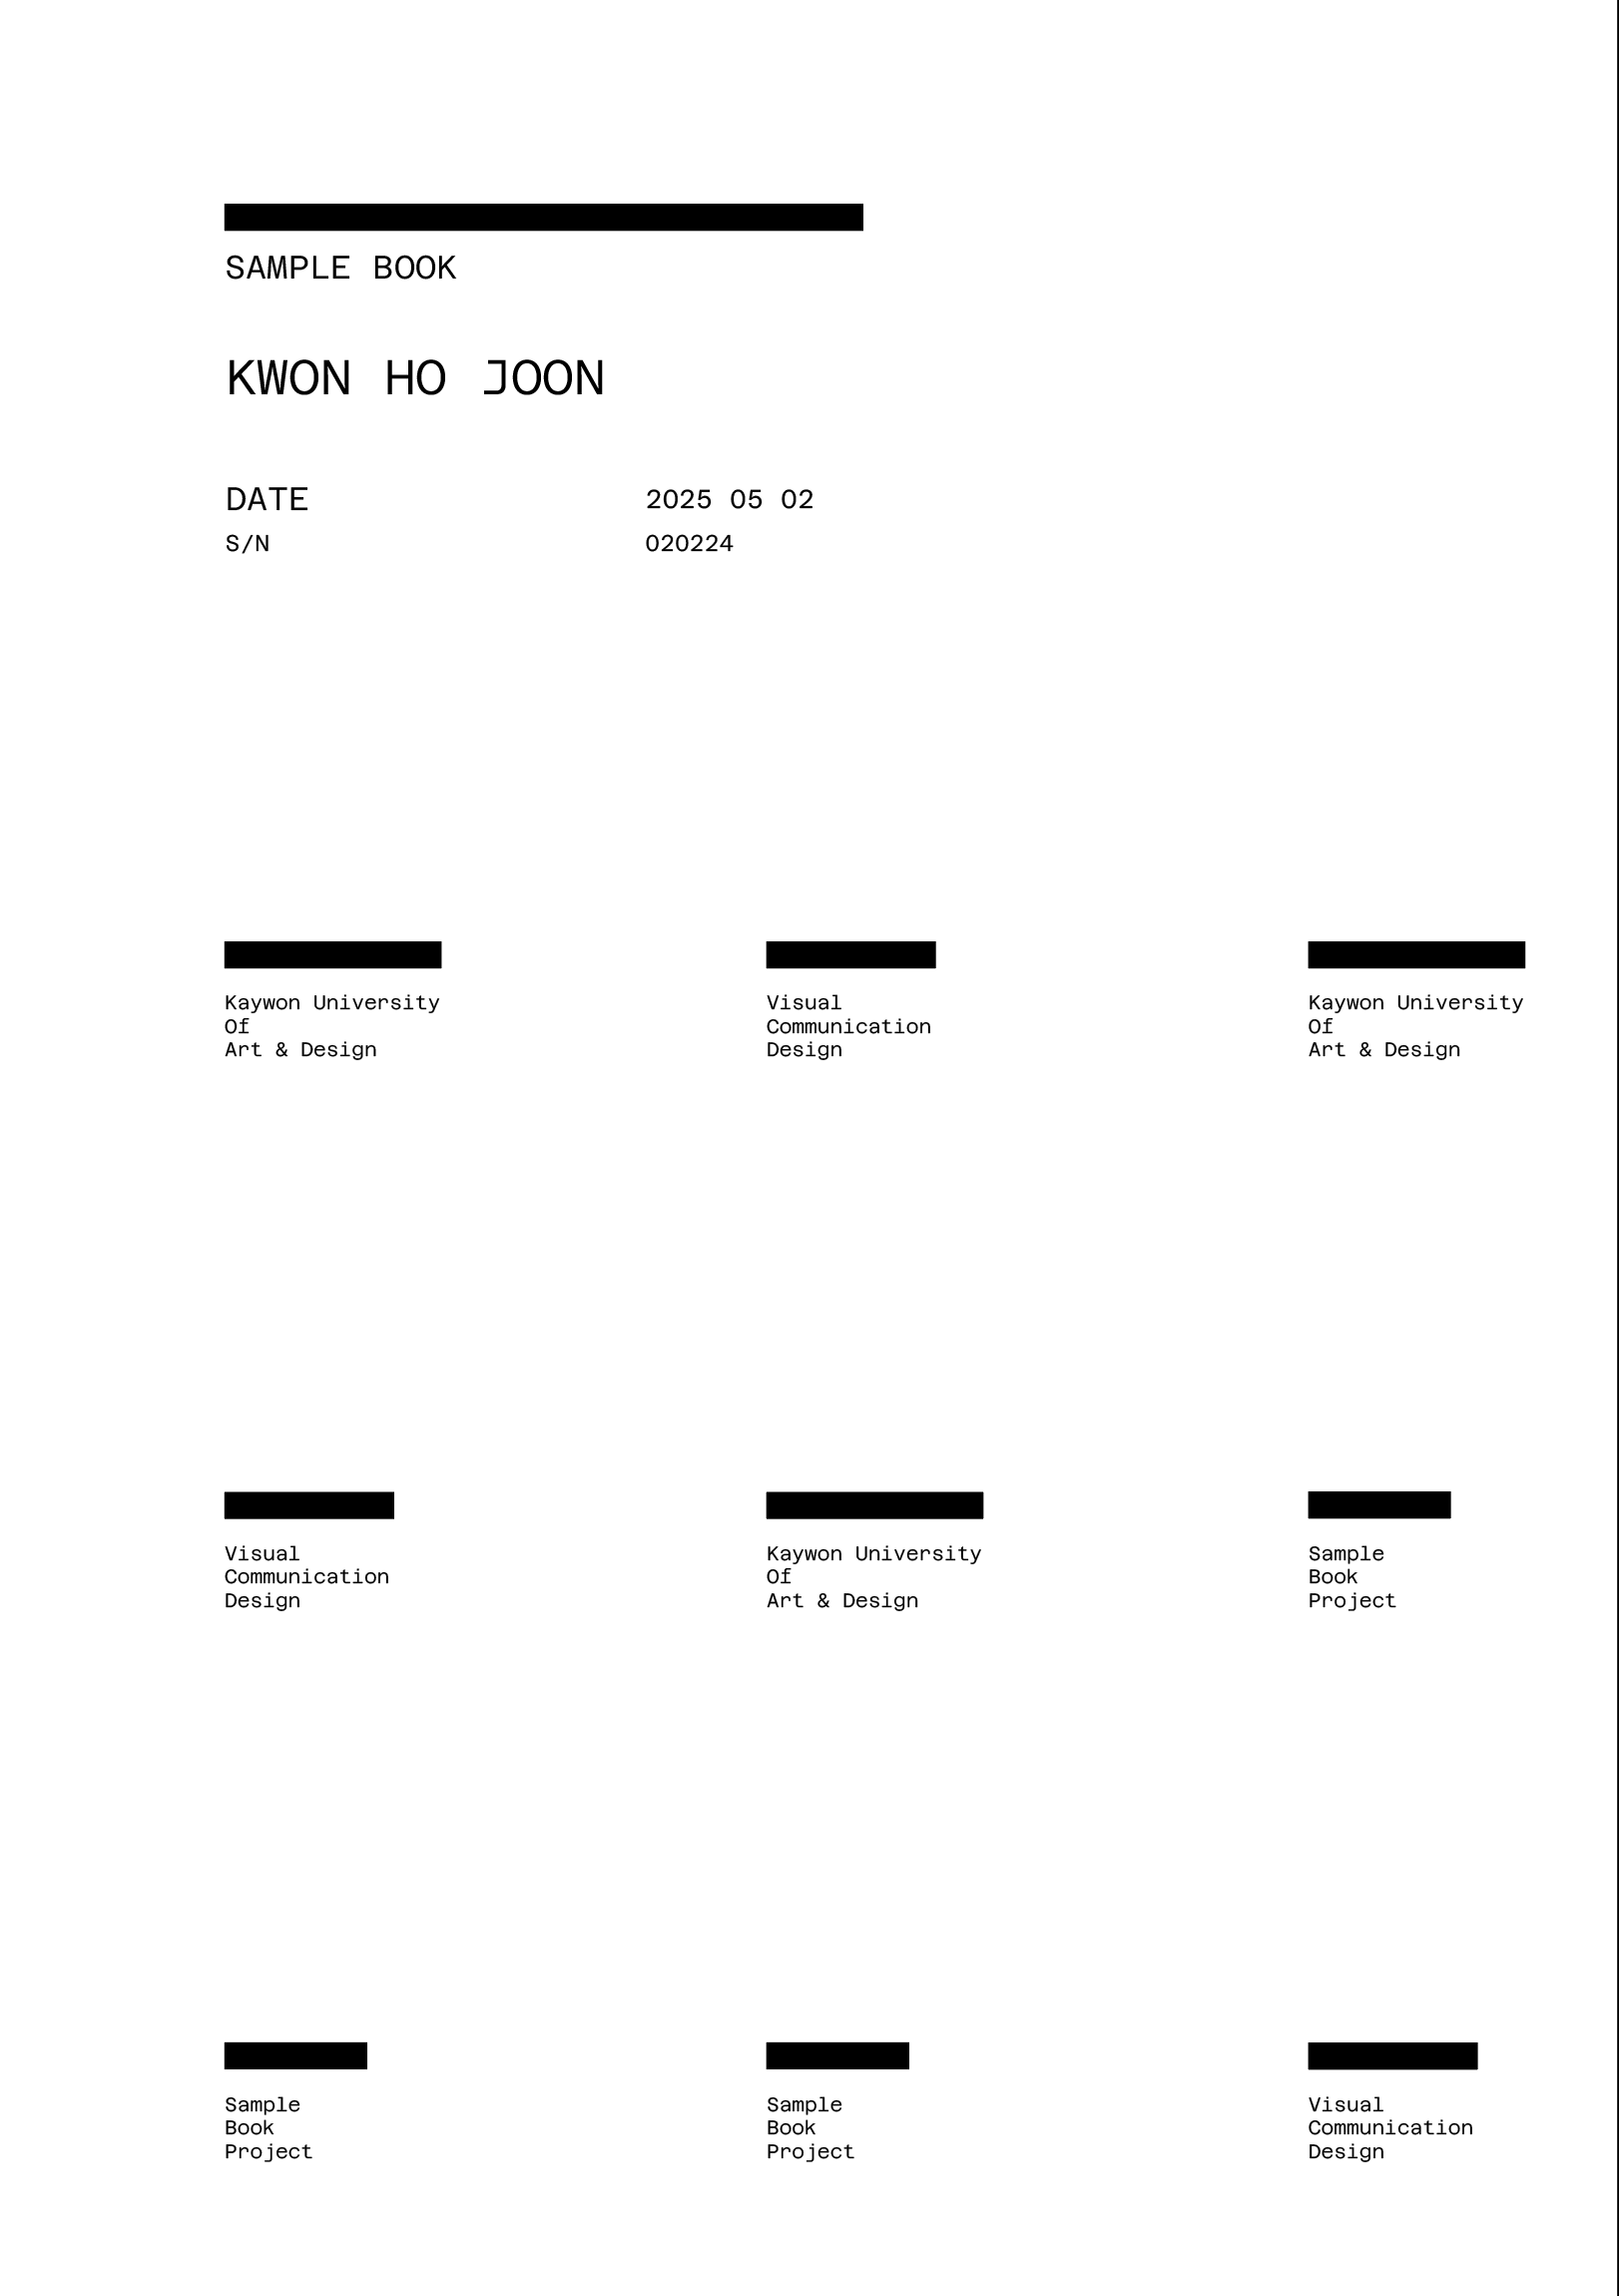 SAMPLE BOOK
KWON HO JOON
DATE 2025 05 02
S/N 020224
Kaywon University
Of
Art & Design
Visual
Communication
Design
Kaywon University
Of
Art & Design
Visual
Communication
Design
Kaywon University
Of
Art & Design
Sample
Book
Project
Sample
Book
Project
Sample
Book
Project
Visual
Communication
Design